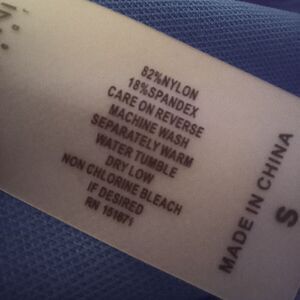 82%NYLON
18%SPANDEX
CARE ON REVERSE
MACHINE WASH
SEPARATELY WARM
WATER TUMBLE
DRY LOW
NON CHLORINE BLEACH
IF DESIRED
RN 161671
MADE IN CHINA
S